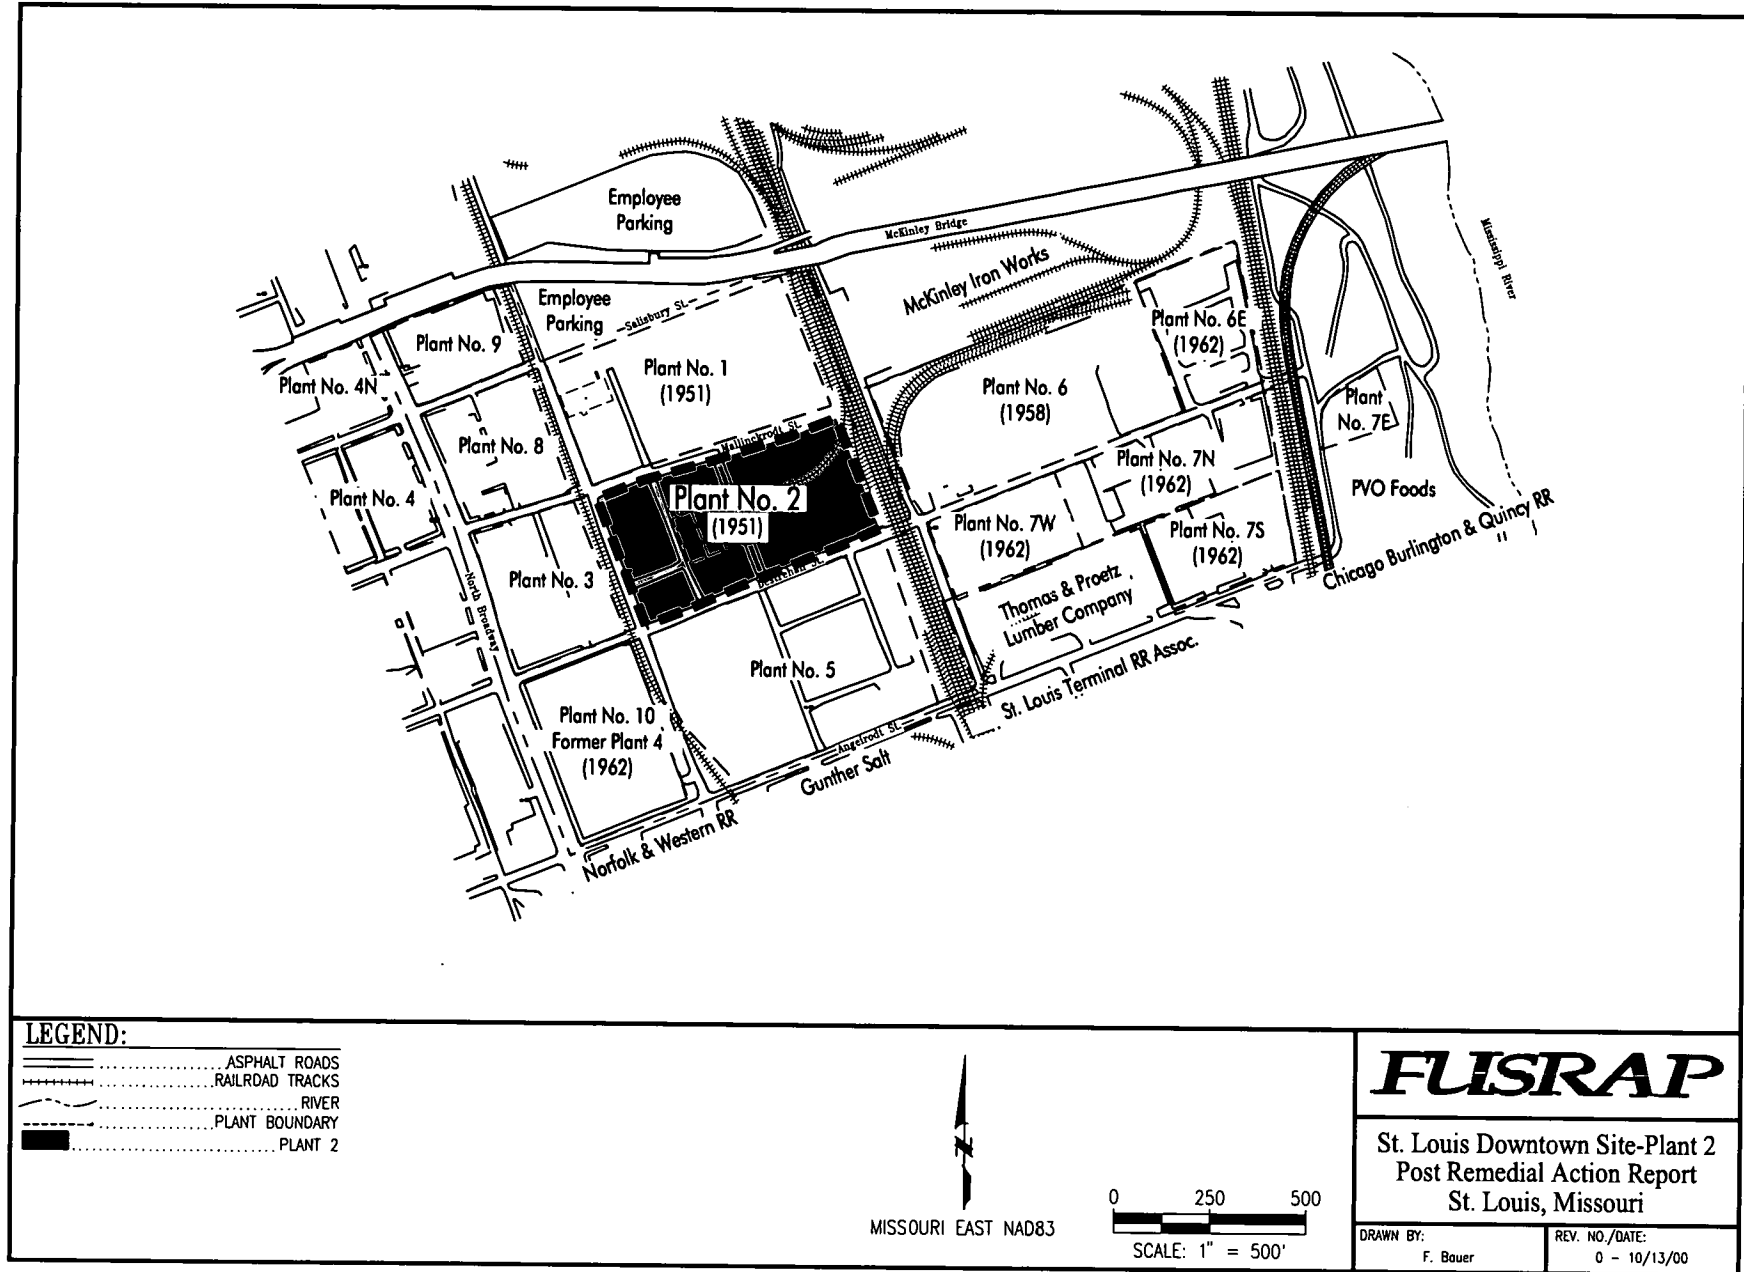 Employee
Parking
McKinley Bridge
Mississippi River
McKinley Iron Works
Employee
Parking
Salisbury St.
Plant No. 9
Plant No. 6E
(1962)
Plant No. 4N
Plant No. 1
(1951)
Plant No. 6
(1958)
Plant
No. 7E
Plant No. 8
Mallinckrodt St.
Plant No. 7N
(1962)
Plant No. 4
Plant No. 2
(1951)
PVO Foods
Plant No. 7W
(1962)
Plant No. 7S
(1962)
Chicago Burlington & Quincy RR
Plant No. 3
Destrehan St.
North Broadway
Thomas & Proetz
Lumber Company
Plant No. 5
St. Louis Terminal RR Assoc.
Plant No. 10
Former Plant 4
(1962)
Angelrodt St.
Gunther Salt
Norfolk & Western RR
LEGEND:
ASPHALT ROADS
RAILROAD TRACKS
RIVER
PLANT BOUNDARY
PLANT 2
MISSOURI EAST NAD83
0 250 500
SCALE: 1" = 500'
FUSRAP
St. Louis Downtown Site-Plant 2
Post Remedial Action Report
St. Louis, Missouri
DRAWN BY:
F. Bauer
REV. NO./DATE:
0 - 10/13/00